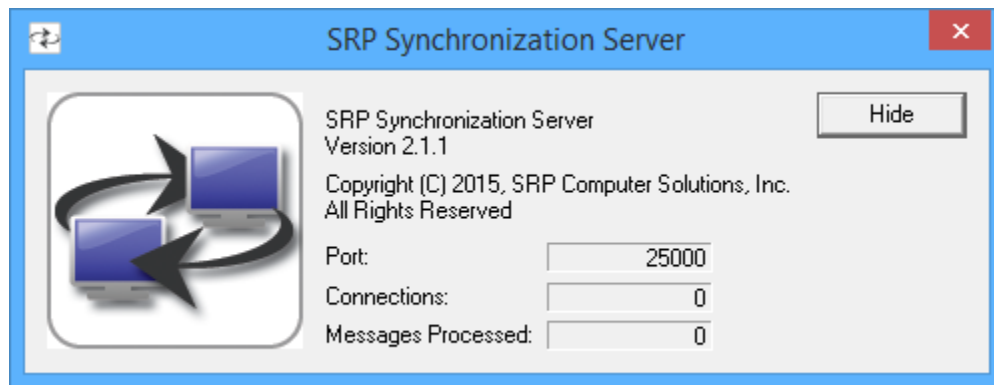 SRP Synchronization Server
SRP Synchronization Server
Hide
Version 2.1.1
Copyright (C) 2015, SRP Computer Solutions, Inc.
All Rights Reserved
Port: 25000
Connections: 0
Messages Processed: 0